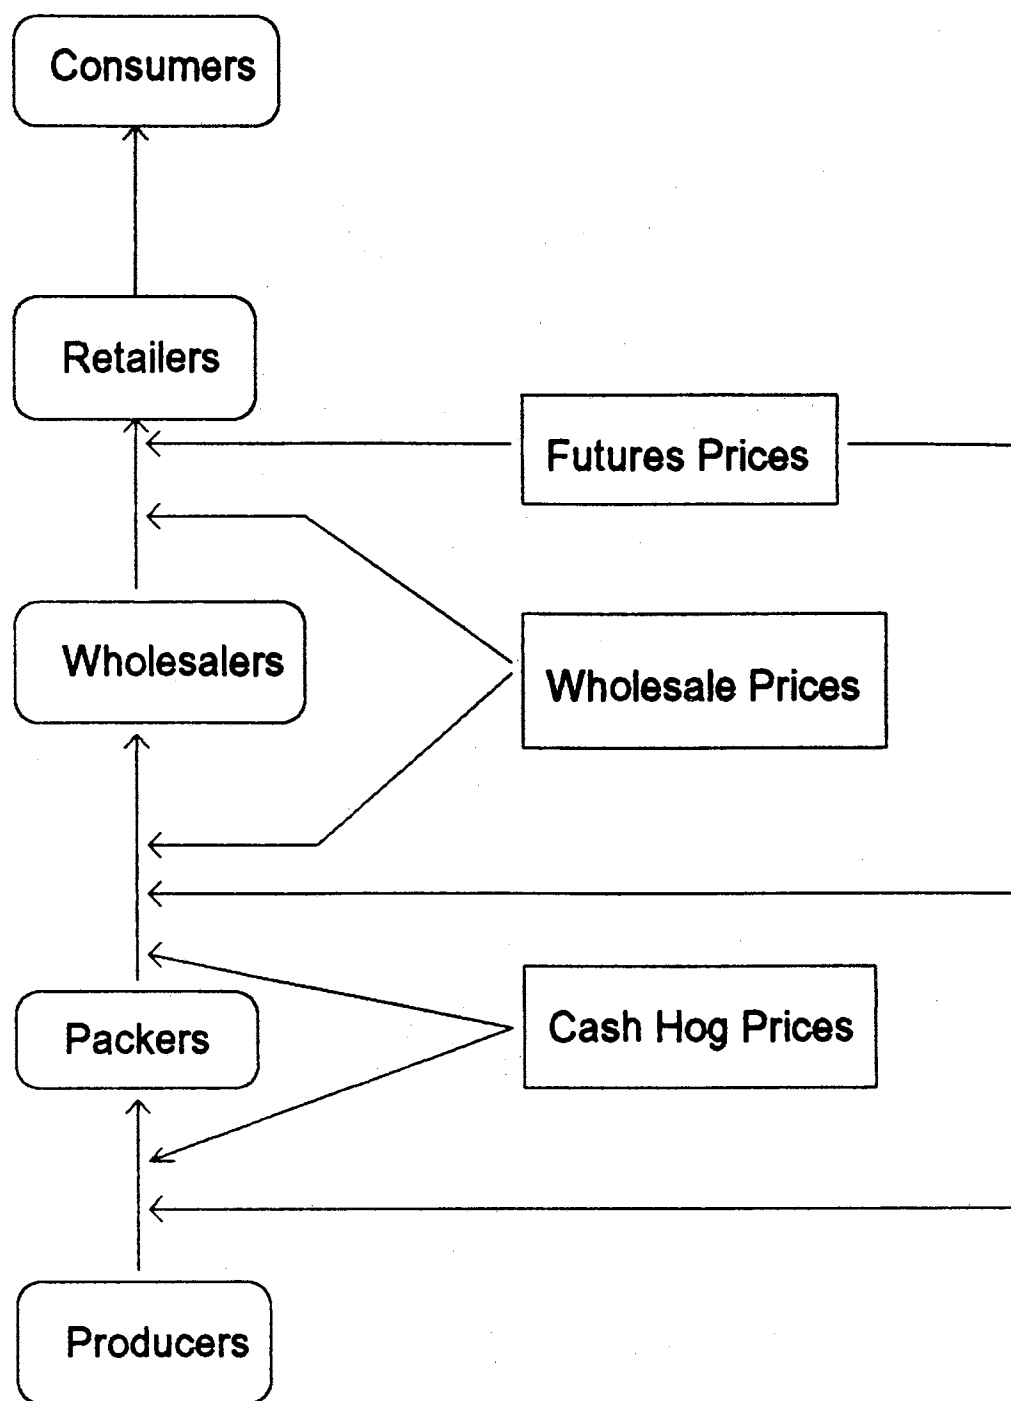 Consumers
Retailers
Futures Prices
Wholesalers
Wholesale Prices
Packers
Cash Hog Prices
Producers